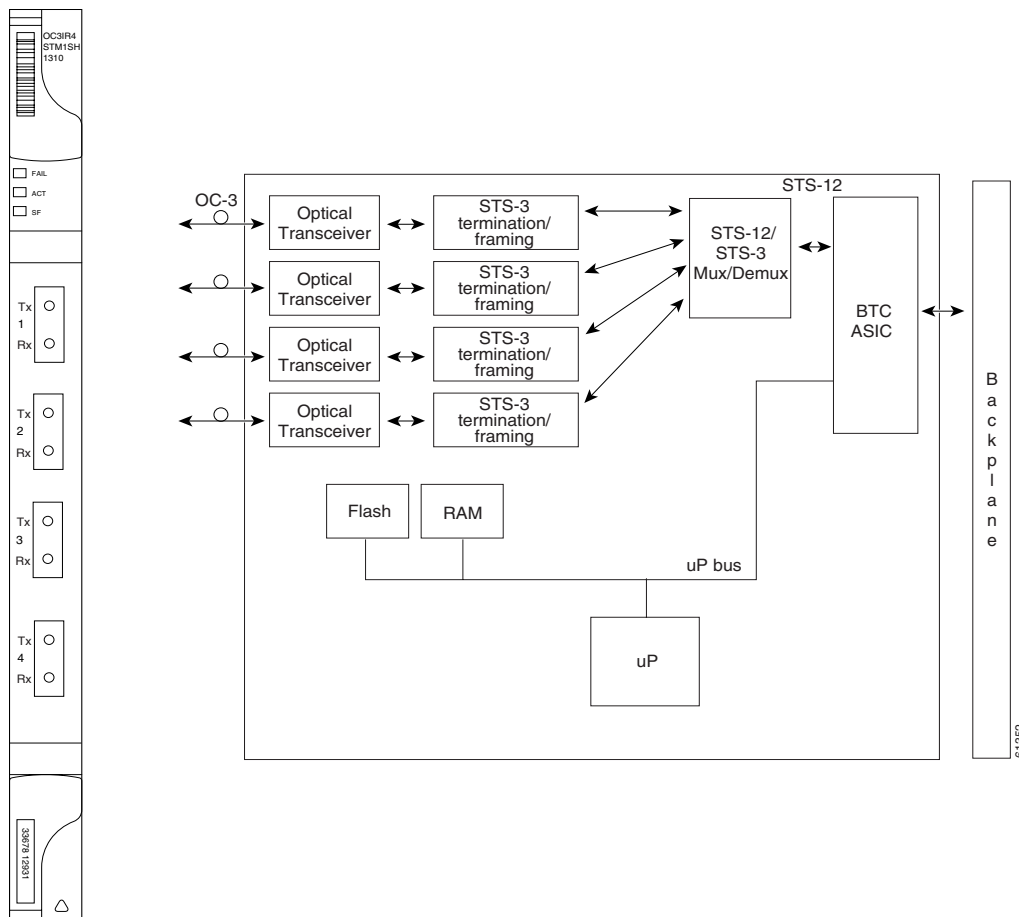 OC3IR4
STM1SH
1310
FAIL
ACT
SF
Tx
1
Rx
Tx
2
Rx
Tx
3
Rx
Tx
4
Rx
33678 12931
OC-3
STS-12
Optical
Transceiver
STS-3
termination/
framing
Optical
Transceiver
STS-3
termination/
framing
Optical
Transceiver
STS-3
termination/
framing
Optical
Transceiver
STS-3
termination/
framing
STS-12/
STS-3
Mux/Demux
BTC
ASIC
Flash
RAM
uP bus
uP
Backplane